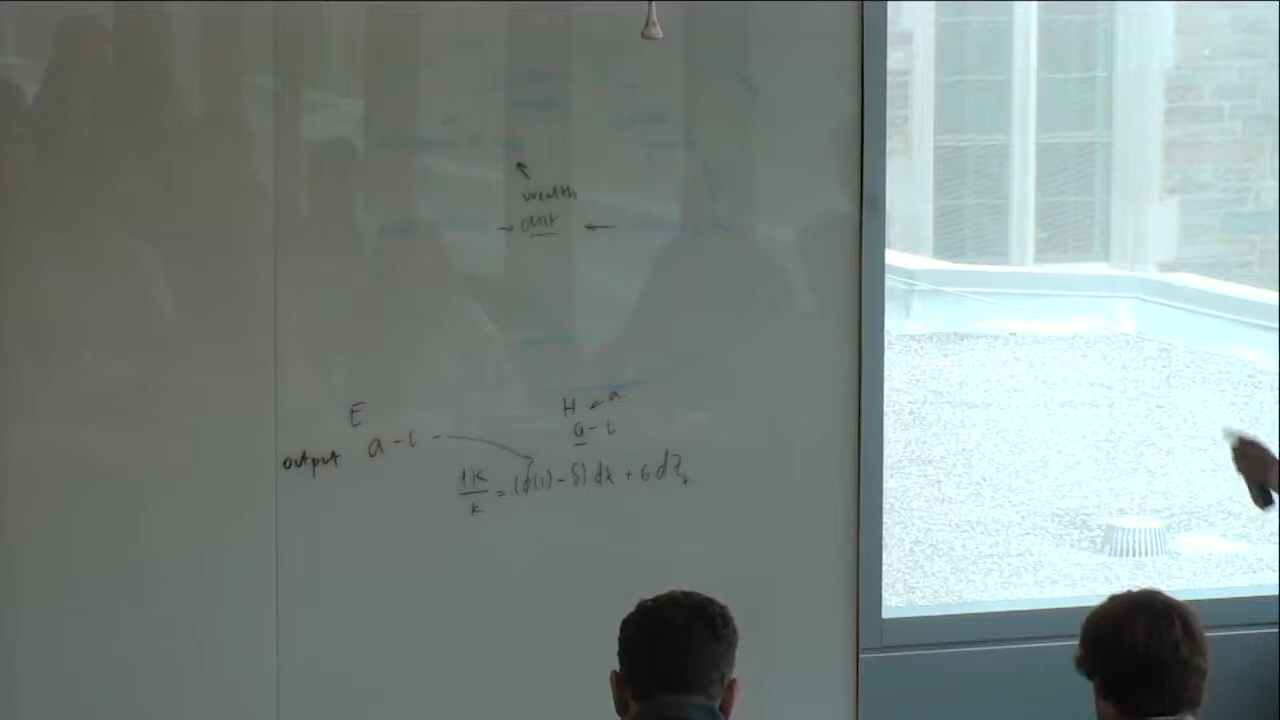 wealth
dist
E
H ← a
output a - ι
a - ι
dK/K = (ϕ(ι) - δ) dt + σ dZt